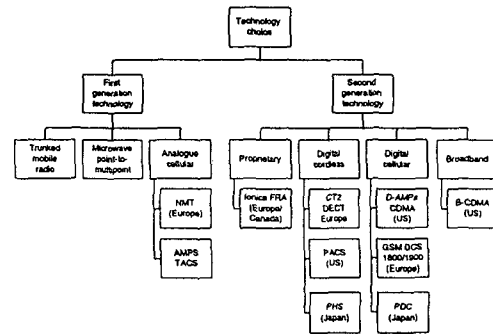 Technology
choice
First
generation
technology
Second
generation
technology
Trunked
mobile
radio
Microwave
point-to-
multipoint
Analogue
cellular
Proprietary
Digital
cordless
Digital
cellular
Broadband
NMT
(Europe)
AMPS
TACS
Ionica FRA
(Europe/
Canada)
CT2
DECT
Europe
PACS
(US)
PHS
(Japan)
D-AMPs
CDMA
(US)
GSM DCS
1800/1900
(Europe)
PDC
(Japan)
B-CDMA
(US)